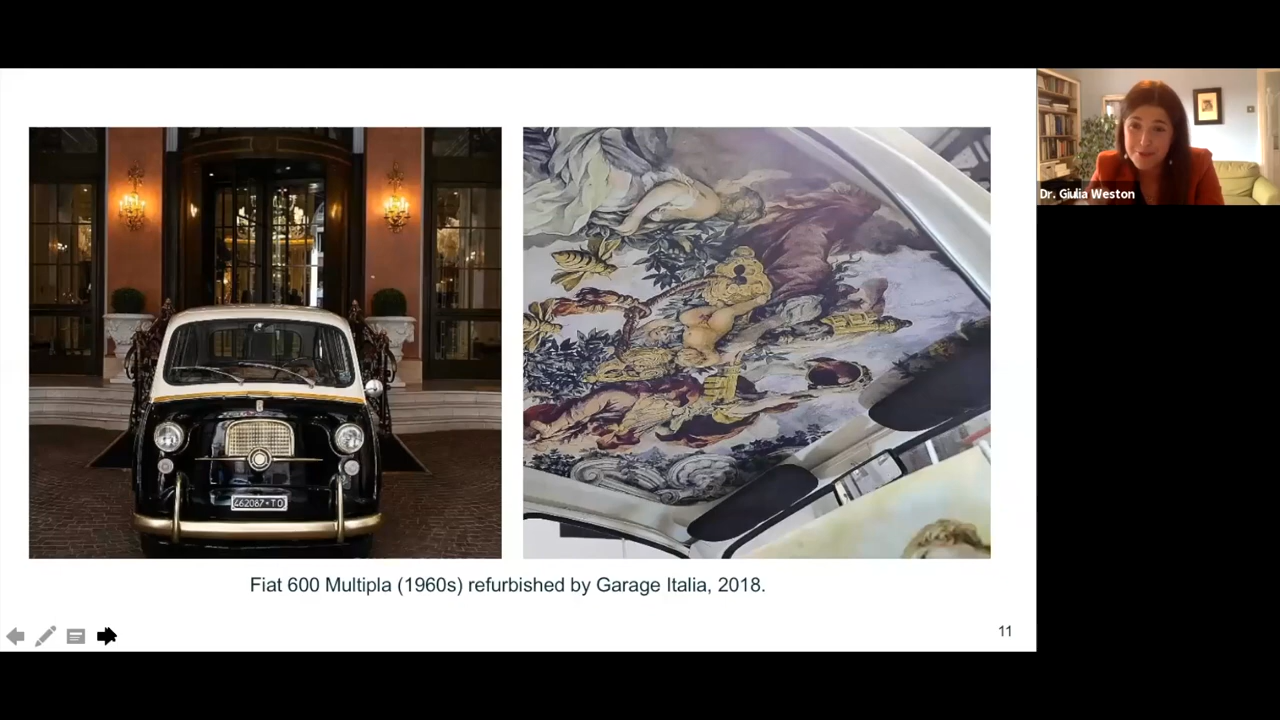 Dr. Giulia Weston
462087 TO
Fiat 600 Multipla (1960s) refurbished by Garage Italia, 2018.
11